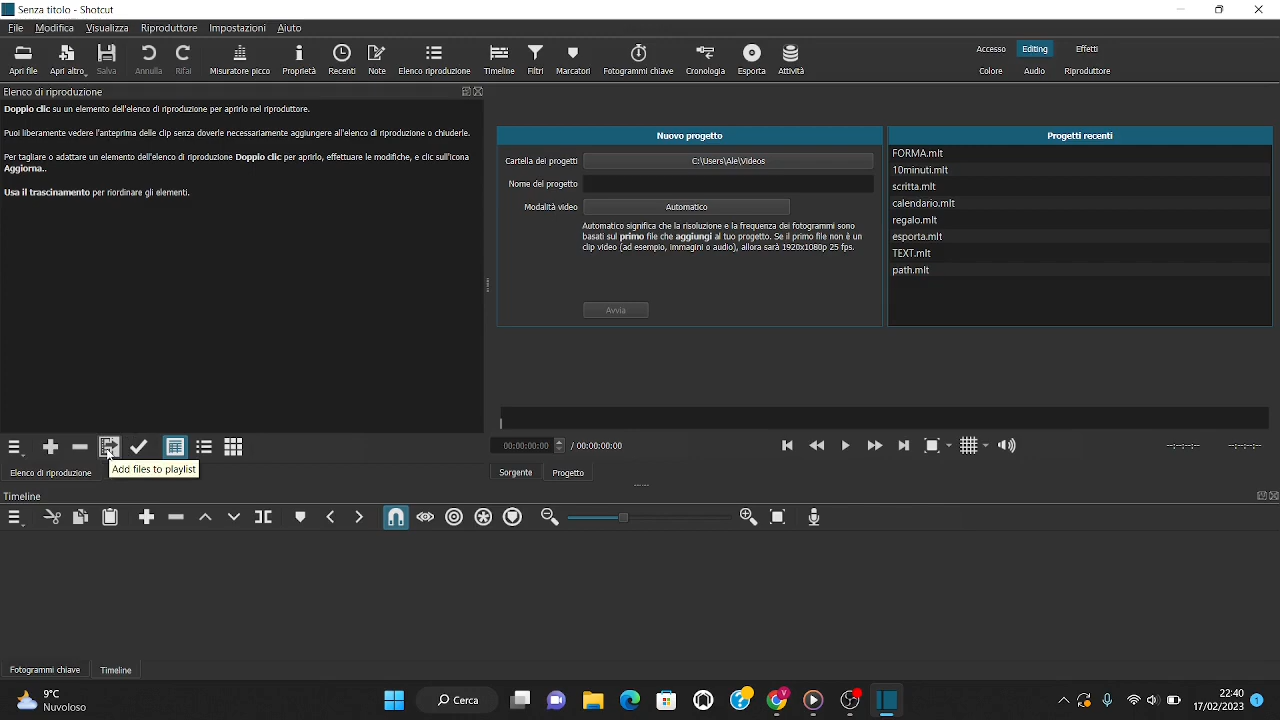 Senza titolo - Shotcut
File Modifica Visualizza Riproduttore Impostazioni Aiuto
Apri file Apri altro Salva Annulla Rifai Misuratore picco Proprietà Recenti Note Elenco riproduzione Timeline Filtri Marcatori Fotogrammi chiave Cronologia Esporta Attività
Accesso Editing Effetti
Colore Audio Riproduttore
Elenco di riproduzione
Doppio clic su un elemento dell'elenco di riproduzione per aprirlo nel riproduttore.
Puoi liberamente vedere l'anteprima delle clip senza doverle necessariamente aggiungere all'elenco di riproduzione o chiuderle.
Per tagliare o adattare un elemento dell'elenco di riproduzione Doppio clic per aprirlo, effettuare le modifiche, e clic sull'icona
Aggiorna..
Usa il trascinamento per riordinare gli elementi.
Nuovo progetto
Cartella dei progetti C:\Users\Ale\Videos
Nome del progetto
Modalità video Automatico
Automatico significa che la risoluzione e la frequenza dei fotogrammi sono
basati sul primo file che aggiungi al tuo progetto. Se il primo file non è un
clip video (ad esempio, immagini o audio), allora sarà 1920x1080p 25 fps.
Avvia
Progetti recenti
FORMA.mlt
10minuti.mlt
scritta.mlt
calendario.mlt
regalo.mlt
esporta.mlt
TEXT.mlt
path.mlt
00:00:00:00 / 00:00:00:00
--:--:--:-- --:--:--:--
Add files to playlist
Elenco di riproduzione
Sorgente Progetto
Timeline
Fotogrammi chiave Timeline
9°C
Nuvoloso
Cerca
V
22:40
17/02/2023
1